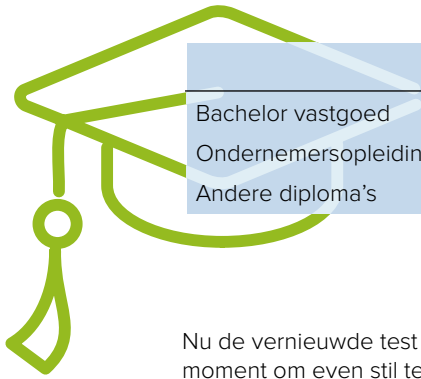 Bachelor vastgoed
Ondernemersopleidin
Andere diploma's
Nu de vernieuwde test
moment om even stil te